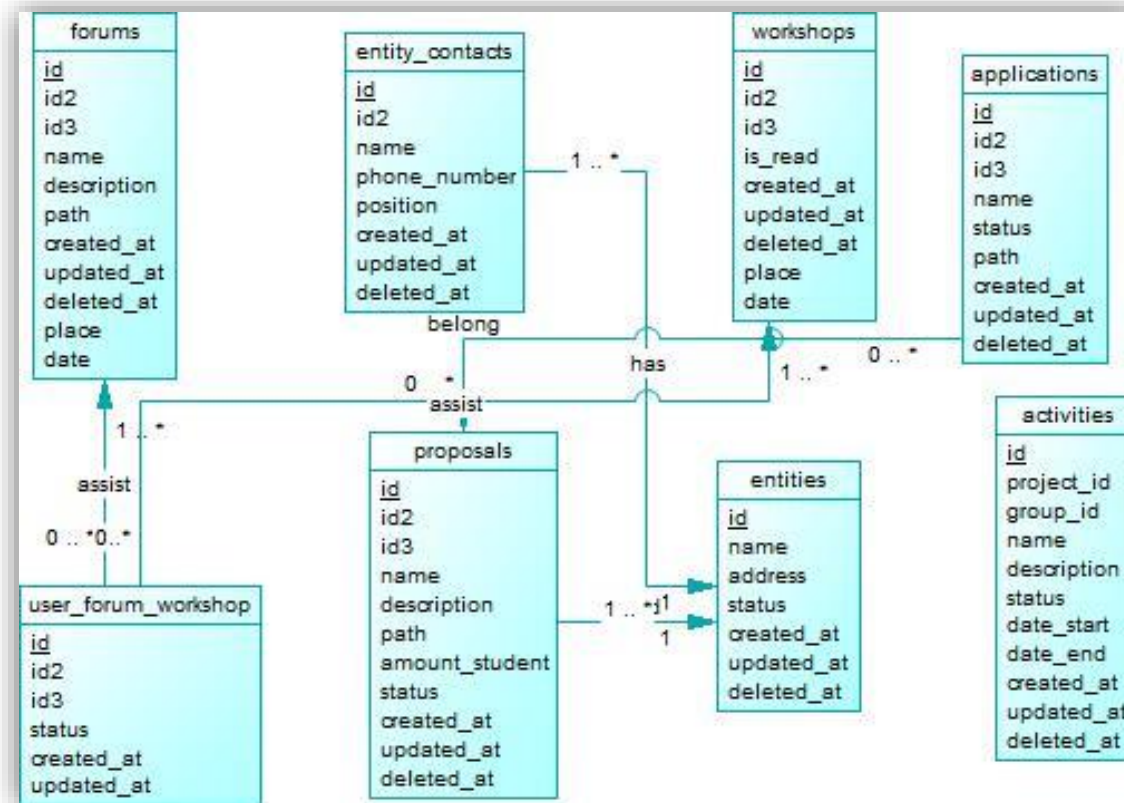 forums
id
id2
id3
name
description
path
created_at
updated_at
deleted_at
place
date
entity_contacts
id
id2
name
phone_number
position
created_at
updated_at
deleted_at
workshops
id
id2
id3
is_read
created_at
updated_at
deleted_at
place
date
applications
id
id2
id3
name
status
path
created_at
updated_at
deleted_at
1 .. *
belong
has
0 .. *
1 .. *
0 *
assist
1 .. *
assist
0 .. *
0..*
proposals
id
id2
id3
name
description
path
amount_student
status
created_at
updated_at
deleted_at
entities
id
name
address
status
created_at
updated_at
deleted_at
1
1 .. *
1
activities
id
project_id
group_id
name
description
status
date_start
date_end
created_at
updated_at
deleted_at
user_forum_workshop
id
id2
id3
status
created_at
updated_at